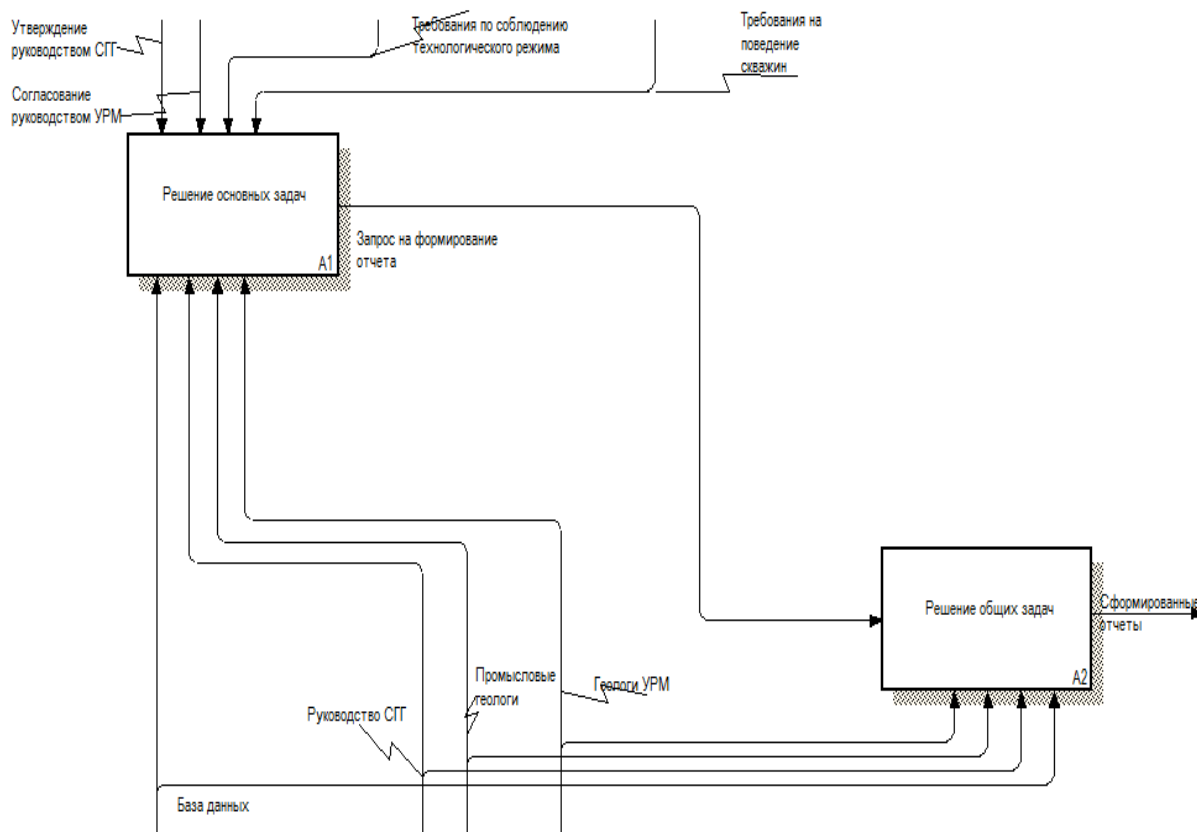 Утверждение
руководством СГГ
Согласование
руководством УРМ
Требования по соблюдению
технологического режима
Требования на
поведение
скважин
Решение основных задач
A1
Запрос на формирование
отчета
Решение общих задач
A2
Сформированные
отчеты
Промысловые
геологи
Геологи УРМ
Руководство СГГ
База данных